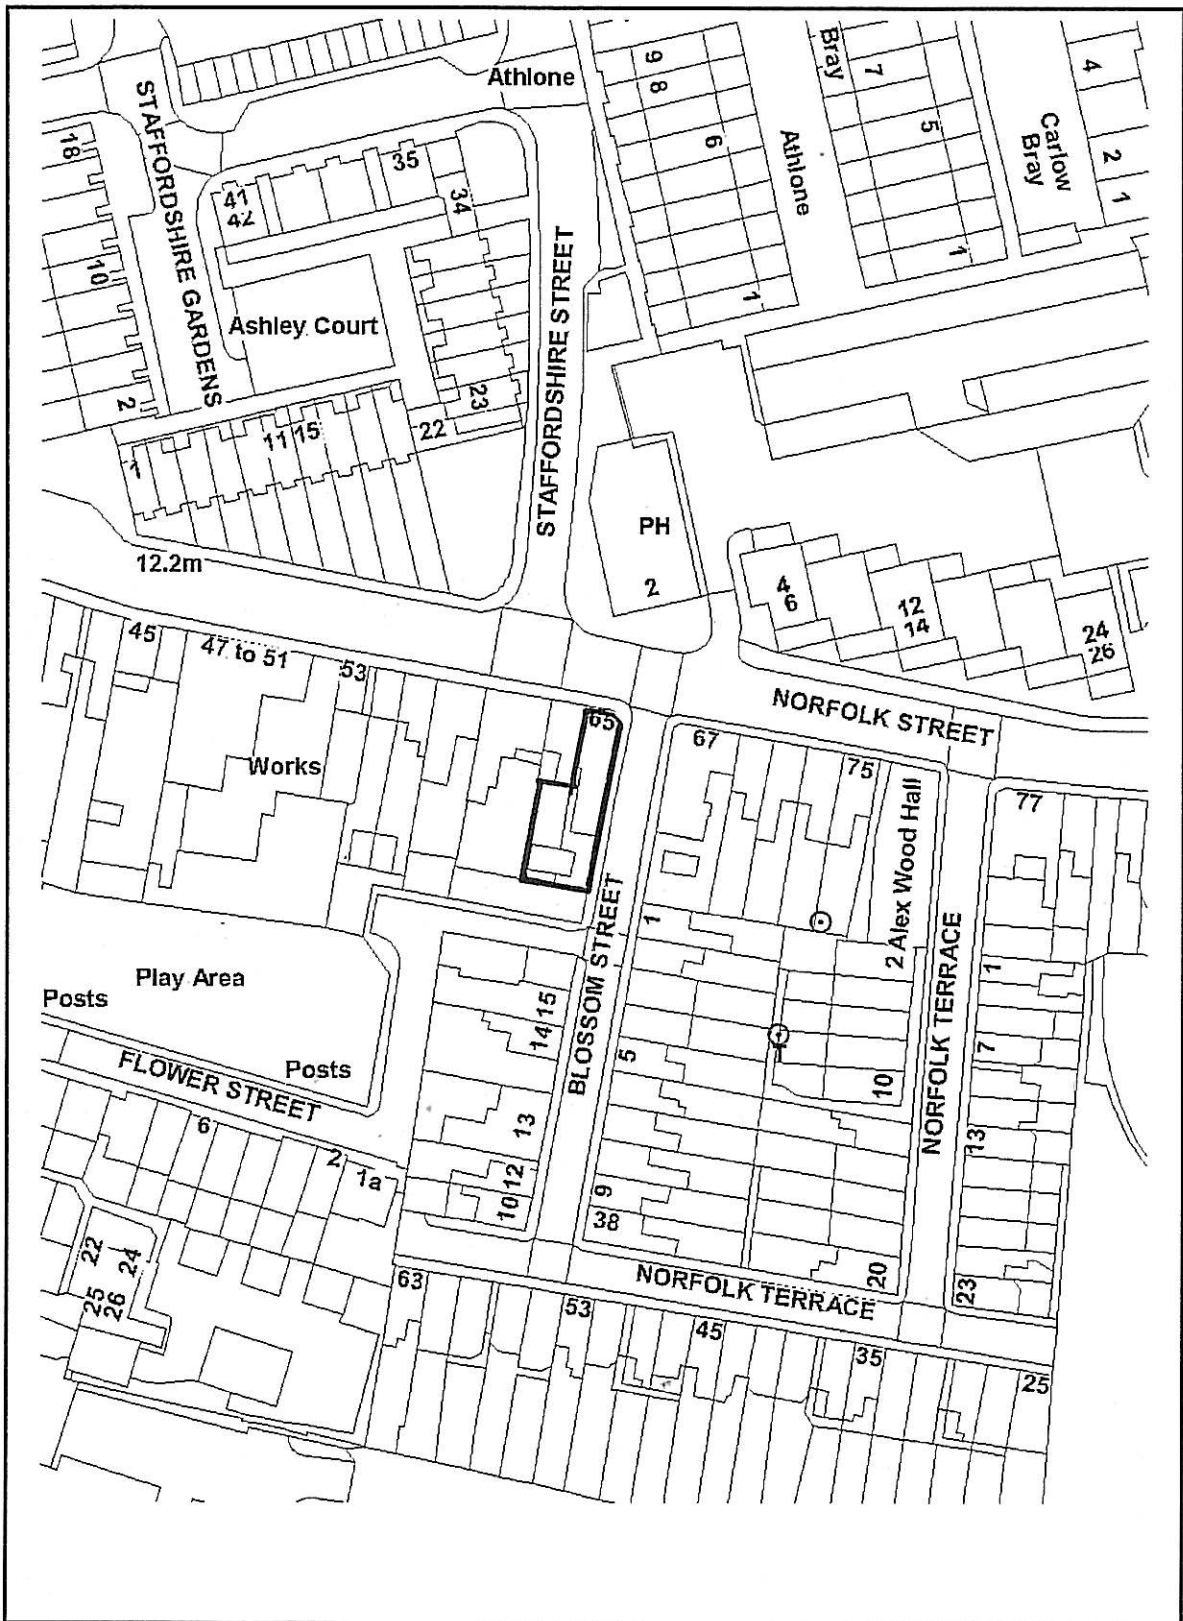 Athlone
9
8
6
1
Athlone
Bray
7
5
1
Carlow
Bray
4
2
1
STAFFORDSHIRE GARDENS
18
10
2
41
42
35
34
Ashley Court
STAFFORDSHIRE STREET
23
22
11
15
1
12.2m
PH
2
4
6
12
14
24
26
45
47 to 51
53
65
NORFOLK STREET
67
75
77
Works
2 Alex Wood Hall
BLOSSOM STREET
1
NORFOLK TERRACE
1
Play Area
Posts
Posts
15
14
5
7
10
FLOWER STREET
6
2
1a
13
12
10
9
38
13
20
23
22
24
25
26
63
NORFOLK TERRACE
53
45
35
25